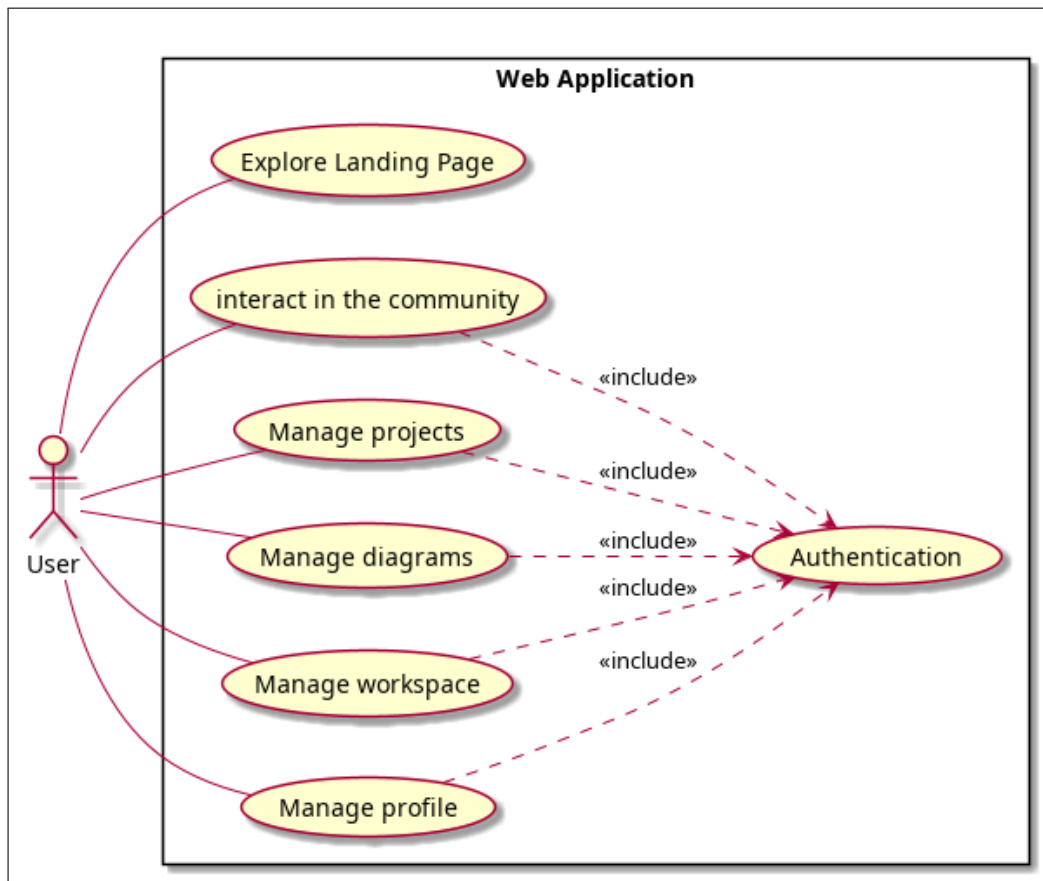 Web Application
Explore Landing Page
interact in the community
«include»
Manage projects
«include»
«include»
Manage diagrams
Authentication
User
«include»
«include»
Manage workspace
Manage profile